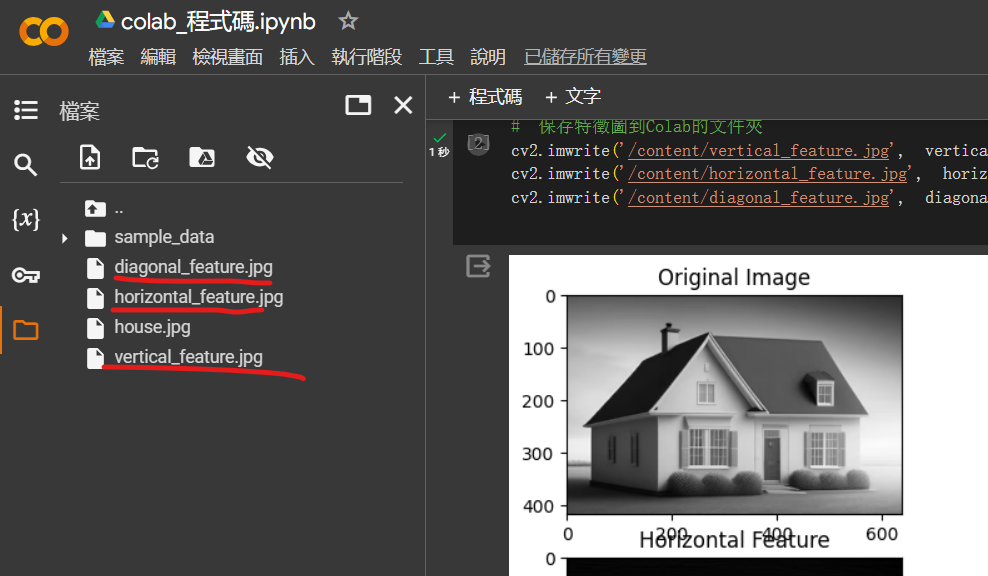 colab_程式碼.ipynb
檔案 編輯 檢視畫面 插入 執行階段 工具 說明 已儲存所有變更
檔案
+ 程式碼 + 文字
{x}
..
sample_data
diagonal_feature.jpg
horizontal_feature.jpg
house.jpg
vertical_feature.jpg
1 秒
2
# 保存特徵圖到Colab的文件夾
cv2.imwrite('/content/vertical_feature.jpg', vertica
cv2.imwrite('/content/horizontal_feature.jpg', horiz
cv2.imwrite('/content/diagonal_feature.jpg', diagona
Original Image
0
100
200
300
400
0 200 400 600
Horizontal Feature
0